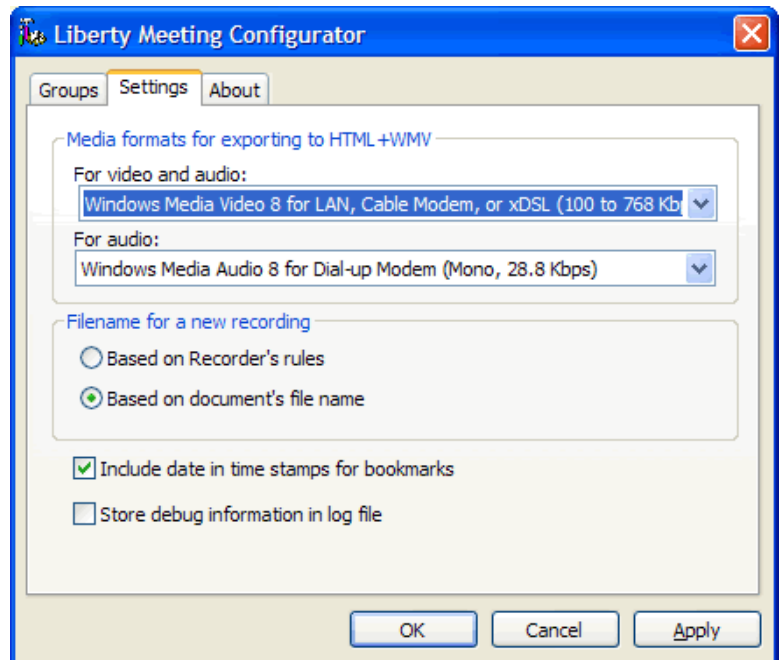 Liberty Meeting Configurator
Groups Settings About
Media formats for exporting to HTML+WMV
For video and audio:
Windows Media Video 8 for LAN, Cable Modem, or xDSL (100 to 768 Kb
For audio:
Windows Media Audio 8 for Dial-up Modem (Mono, 28.8 Kbps)
Filename for a new recording
Based on Recorder's rules
Based on document's file name
Include date in time stamps for bookmarks
Store debug information in log file
OK Cancel Apply